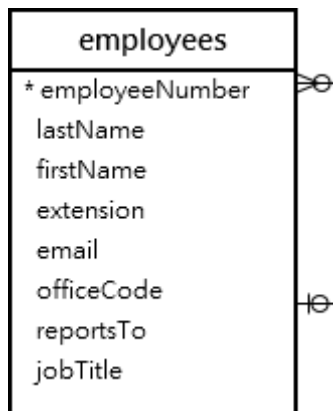 employees
* employeeNumber
lastName
firstName
extension
email
officeCode
reportsTo
jobTitle